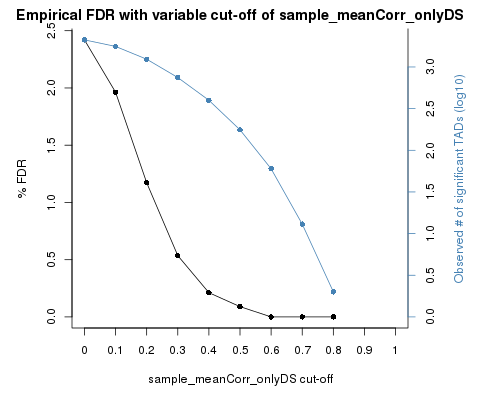 Empirical FDR with variable cut-off of sample_meanCorr_onlyDS
% FDR
0.0 0.5 1.0 1.5 2.0 2.5
0 0.1 0.2 0.3 0.4 0.5 0.6 0.7 0.8 0.9 1
sample_meanCorr_onlyDS cut-off
0.0 0.5 1.0 1.5 2.0 2.5 3.0
Observed # of significant TADs (log10)